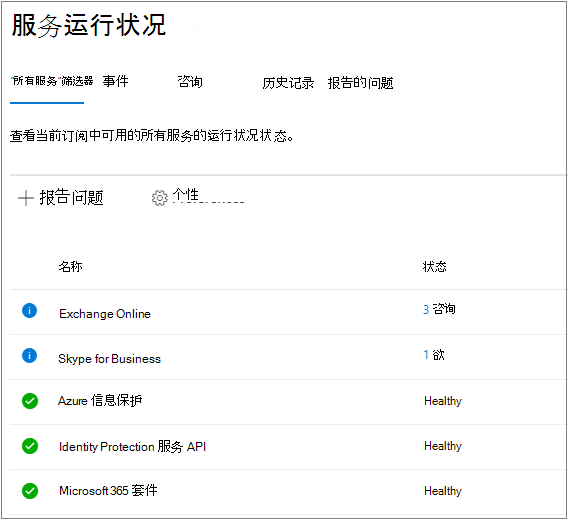 服务运行状况
"所有服务"筛选器 事件 咨询 历史记录 报告的问题
查看当前订阅中可用的所有服务的运行状况状态。
报告问题 个性
名称 状态
Exchange Online 3 咨询
Skype for Business 1 欲
Azure 信息保护 Healthy
Identity Protection 服务 API Healthy
Microsoft 365 套件 Healthy